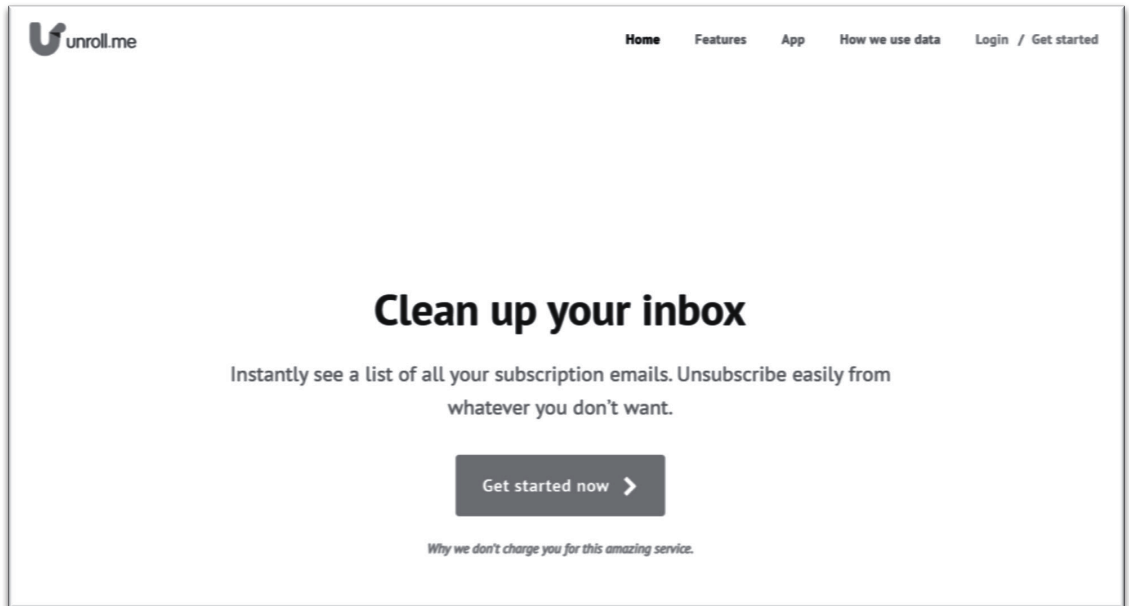 unroll.me Home Features App How we use data Login / Get started
Clean up your inbox
Instantly see a list of all your subscription emails. Unsubscribe easily from
whatever you don't want.
Get started now
Why we don't charge you for this amazing service.